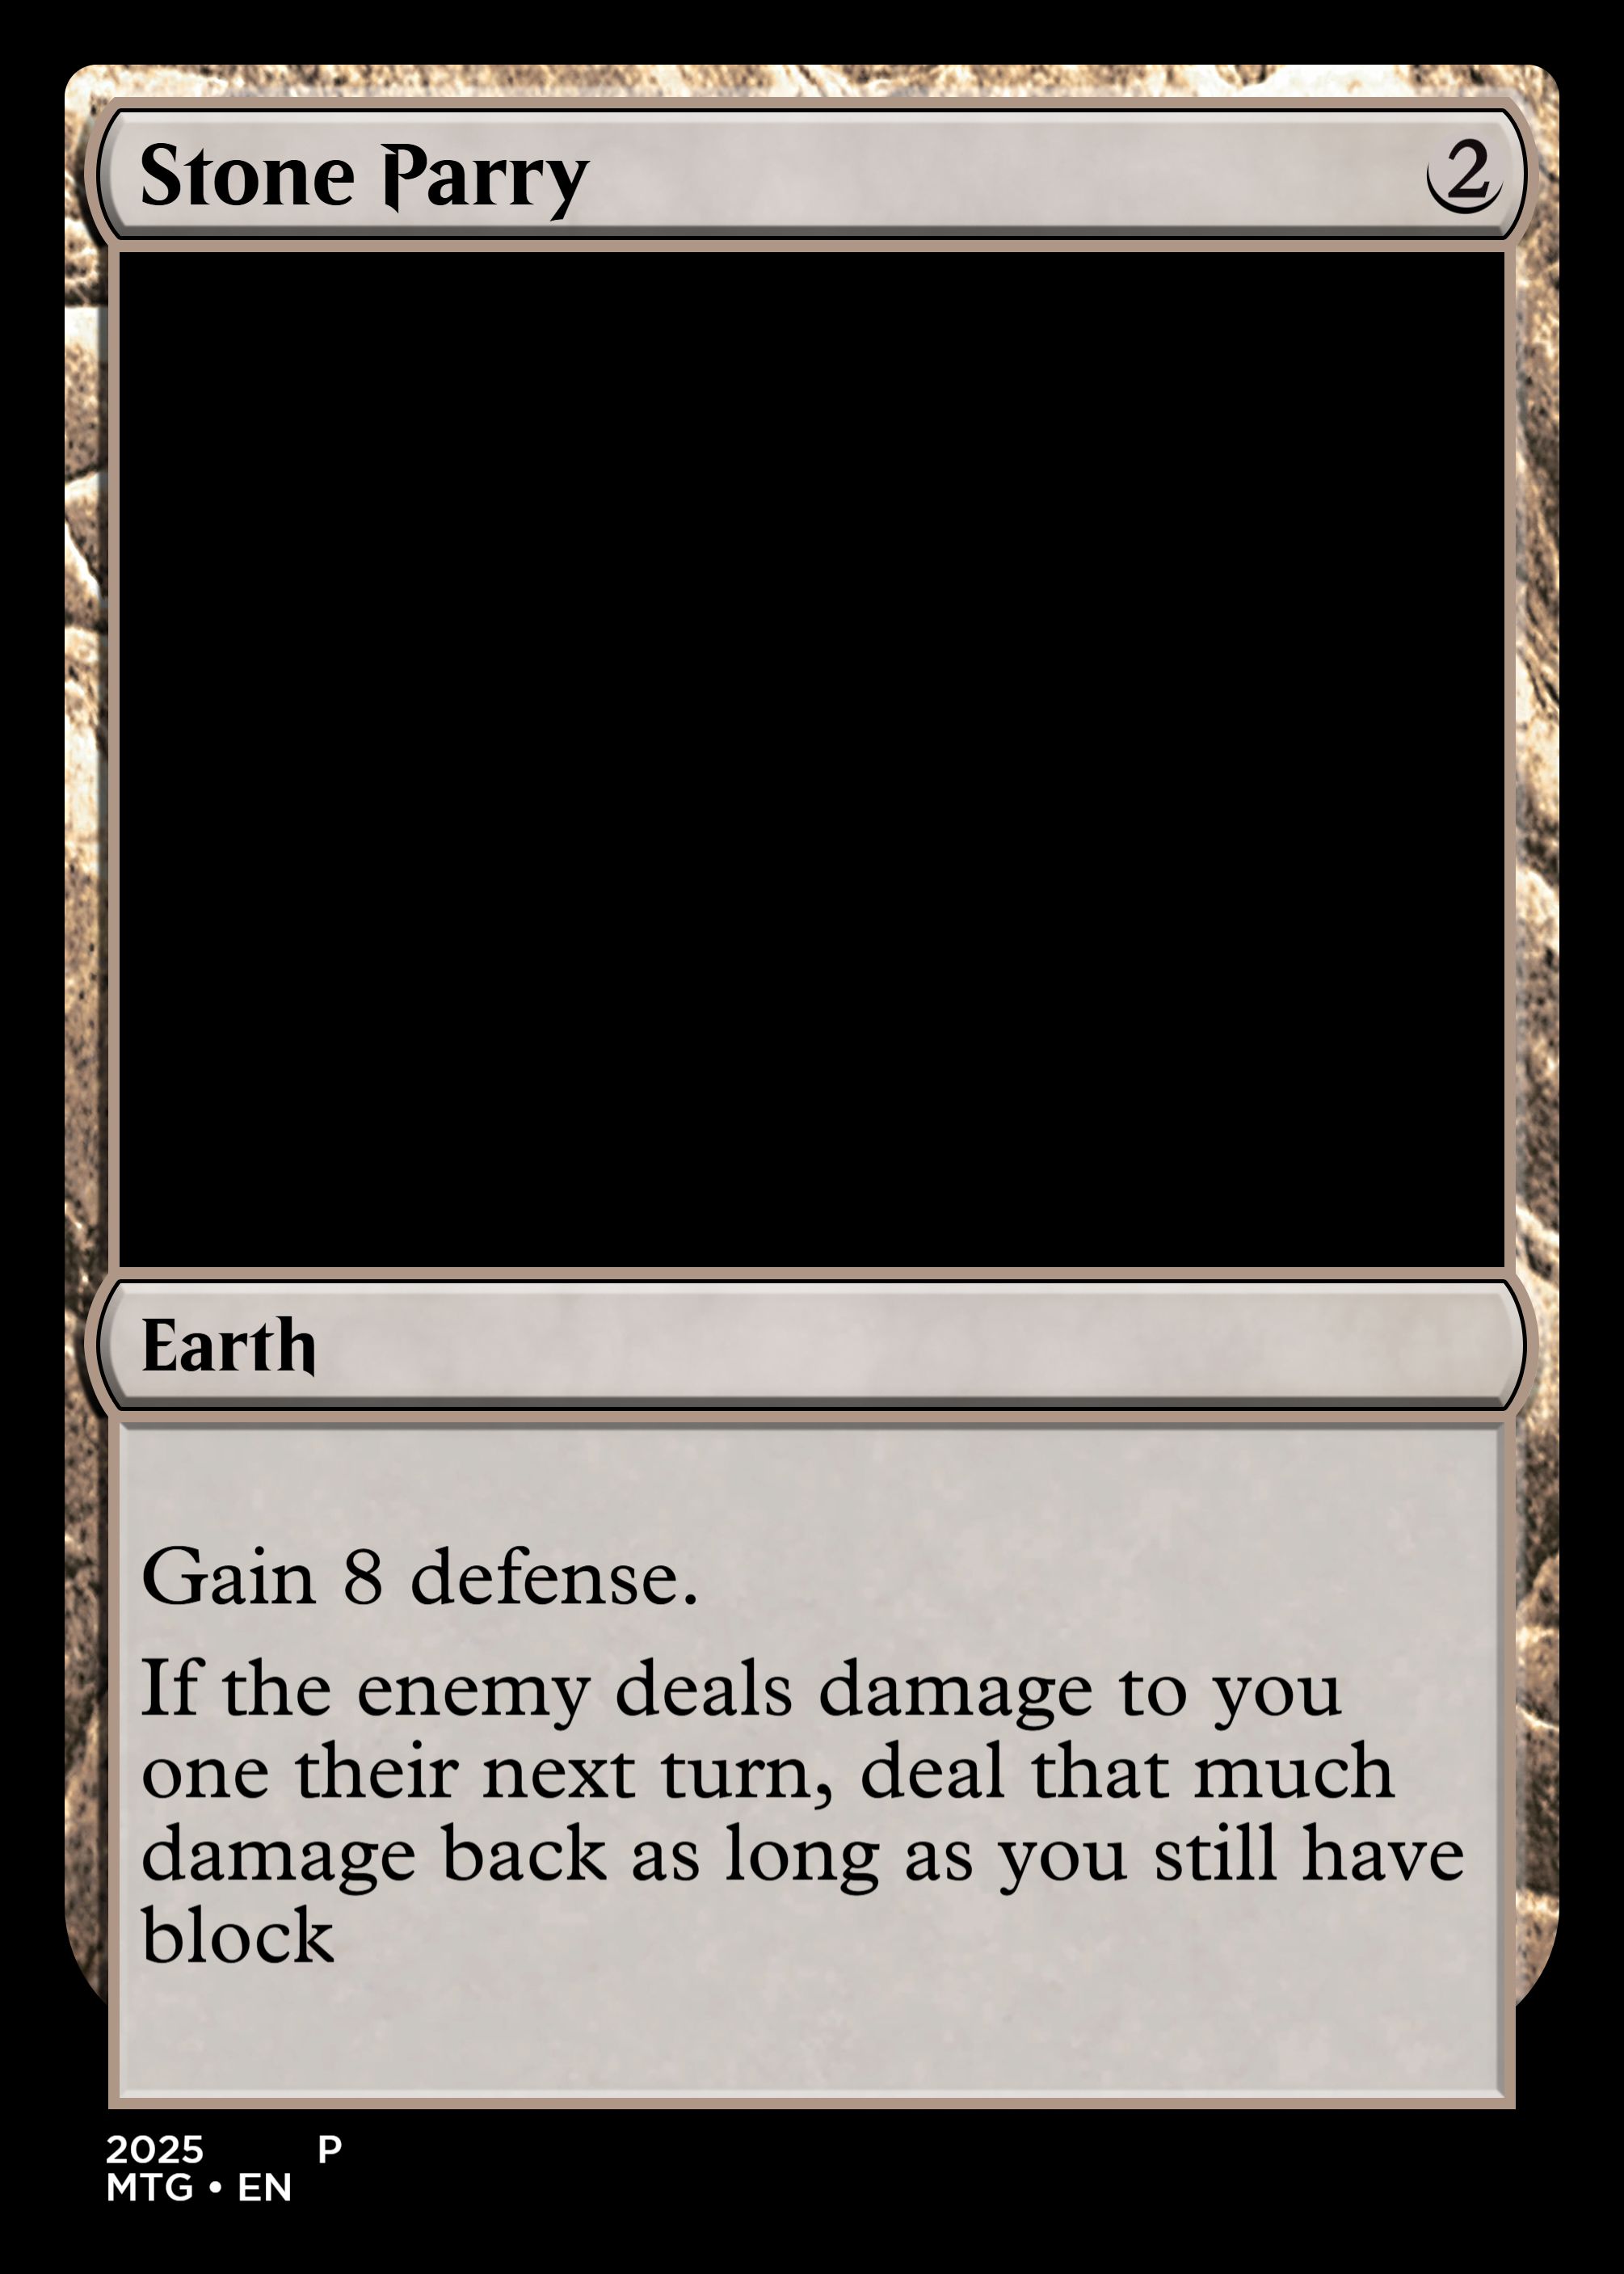 Stone Parry 2
Earth
Gain 8 defense.
If the enemy deals damage to you
one their next turn, deal that much
damage back as long as you still have
block
2025 P
MTG • EN